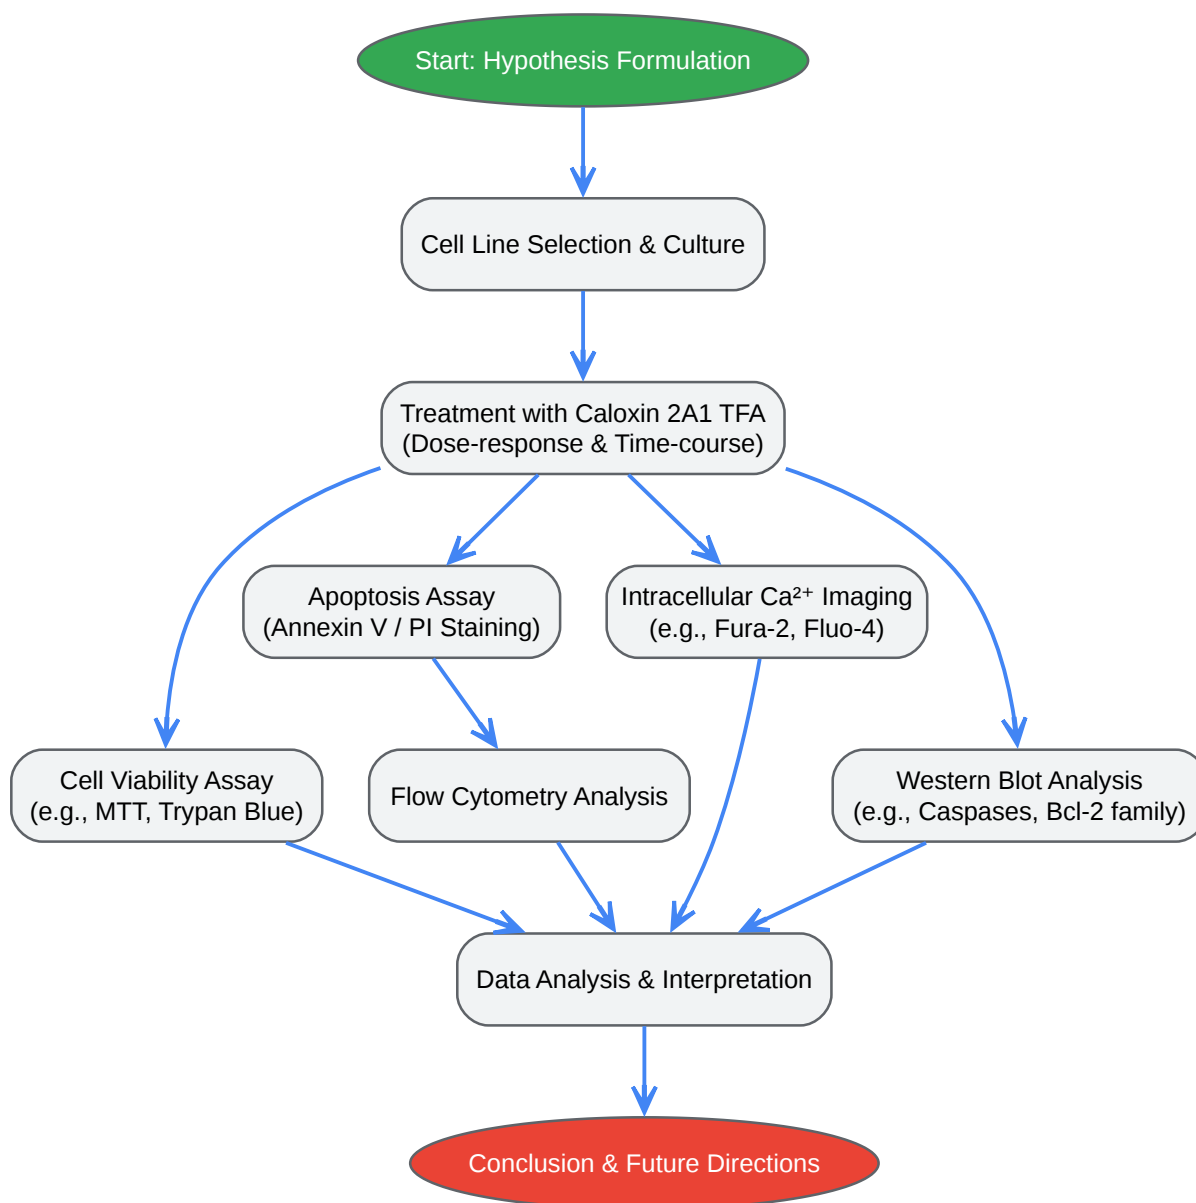 Start: Hypothesis Formulation
Cell Line Selection & Culture
Treatment with Caloxin 2A1 TFA
(Dose-response & Time-course)
Apoptosis Assay
(Annexin V / PI Staining)
Intracellular Ca²⁺ Imaging
(e.g., Fura-2, Fluo-4)
Cell Viability Assay
(e.g., MTT, Trypan Blue)
Flow Cytometry Analysis
Western Blot Analysis
(e.g., Caspases, Bcl-2 family)
Data Analysis & Interpretation
Conclusion & Future Directions